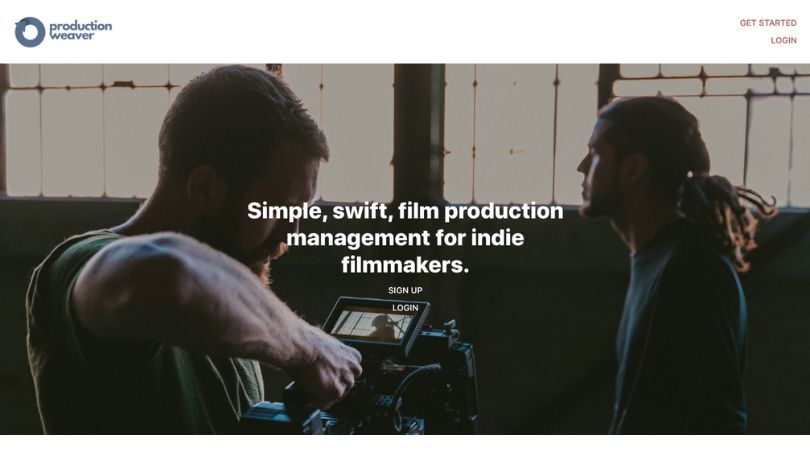 production
weaver
GET STARTED
LOGIN
Simple, swift, film production
management for indie
filmmakers.
SIGN UP
LOGIN